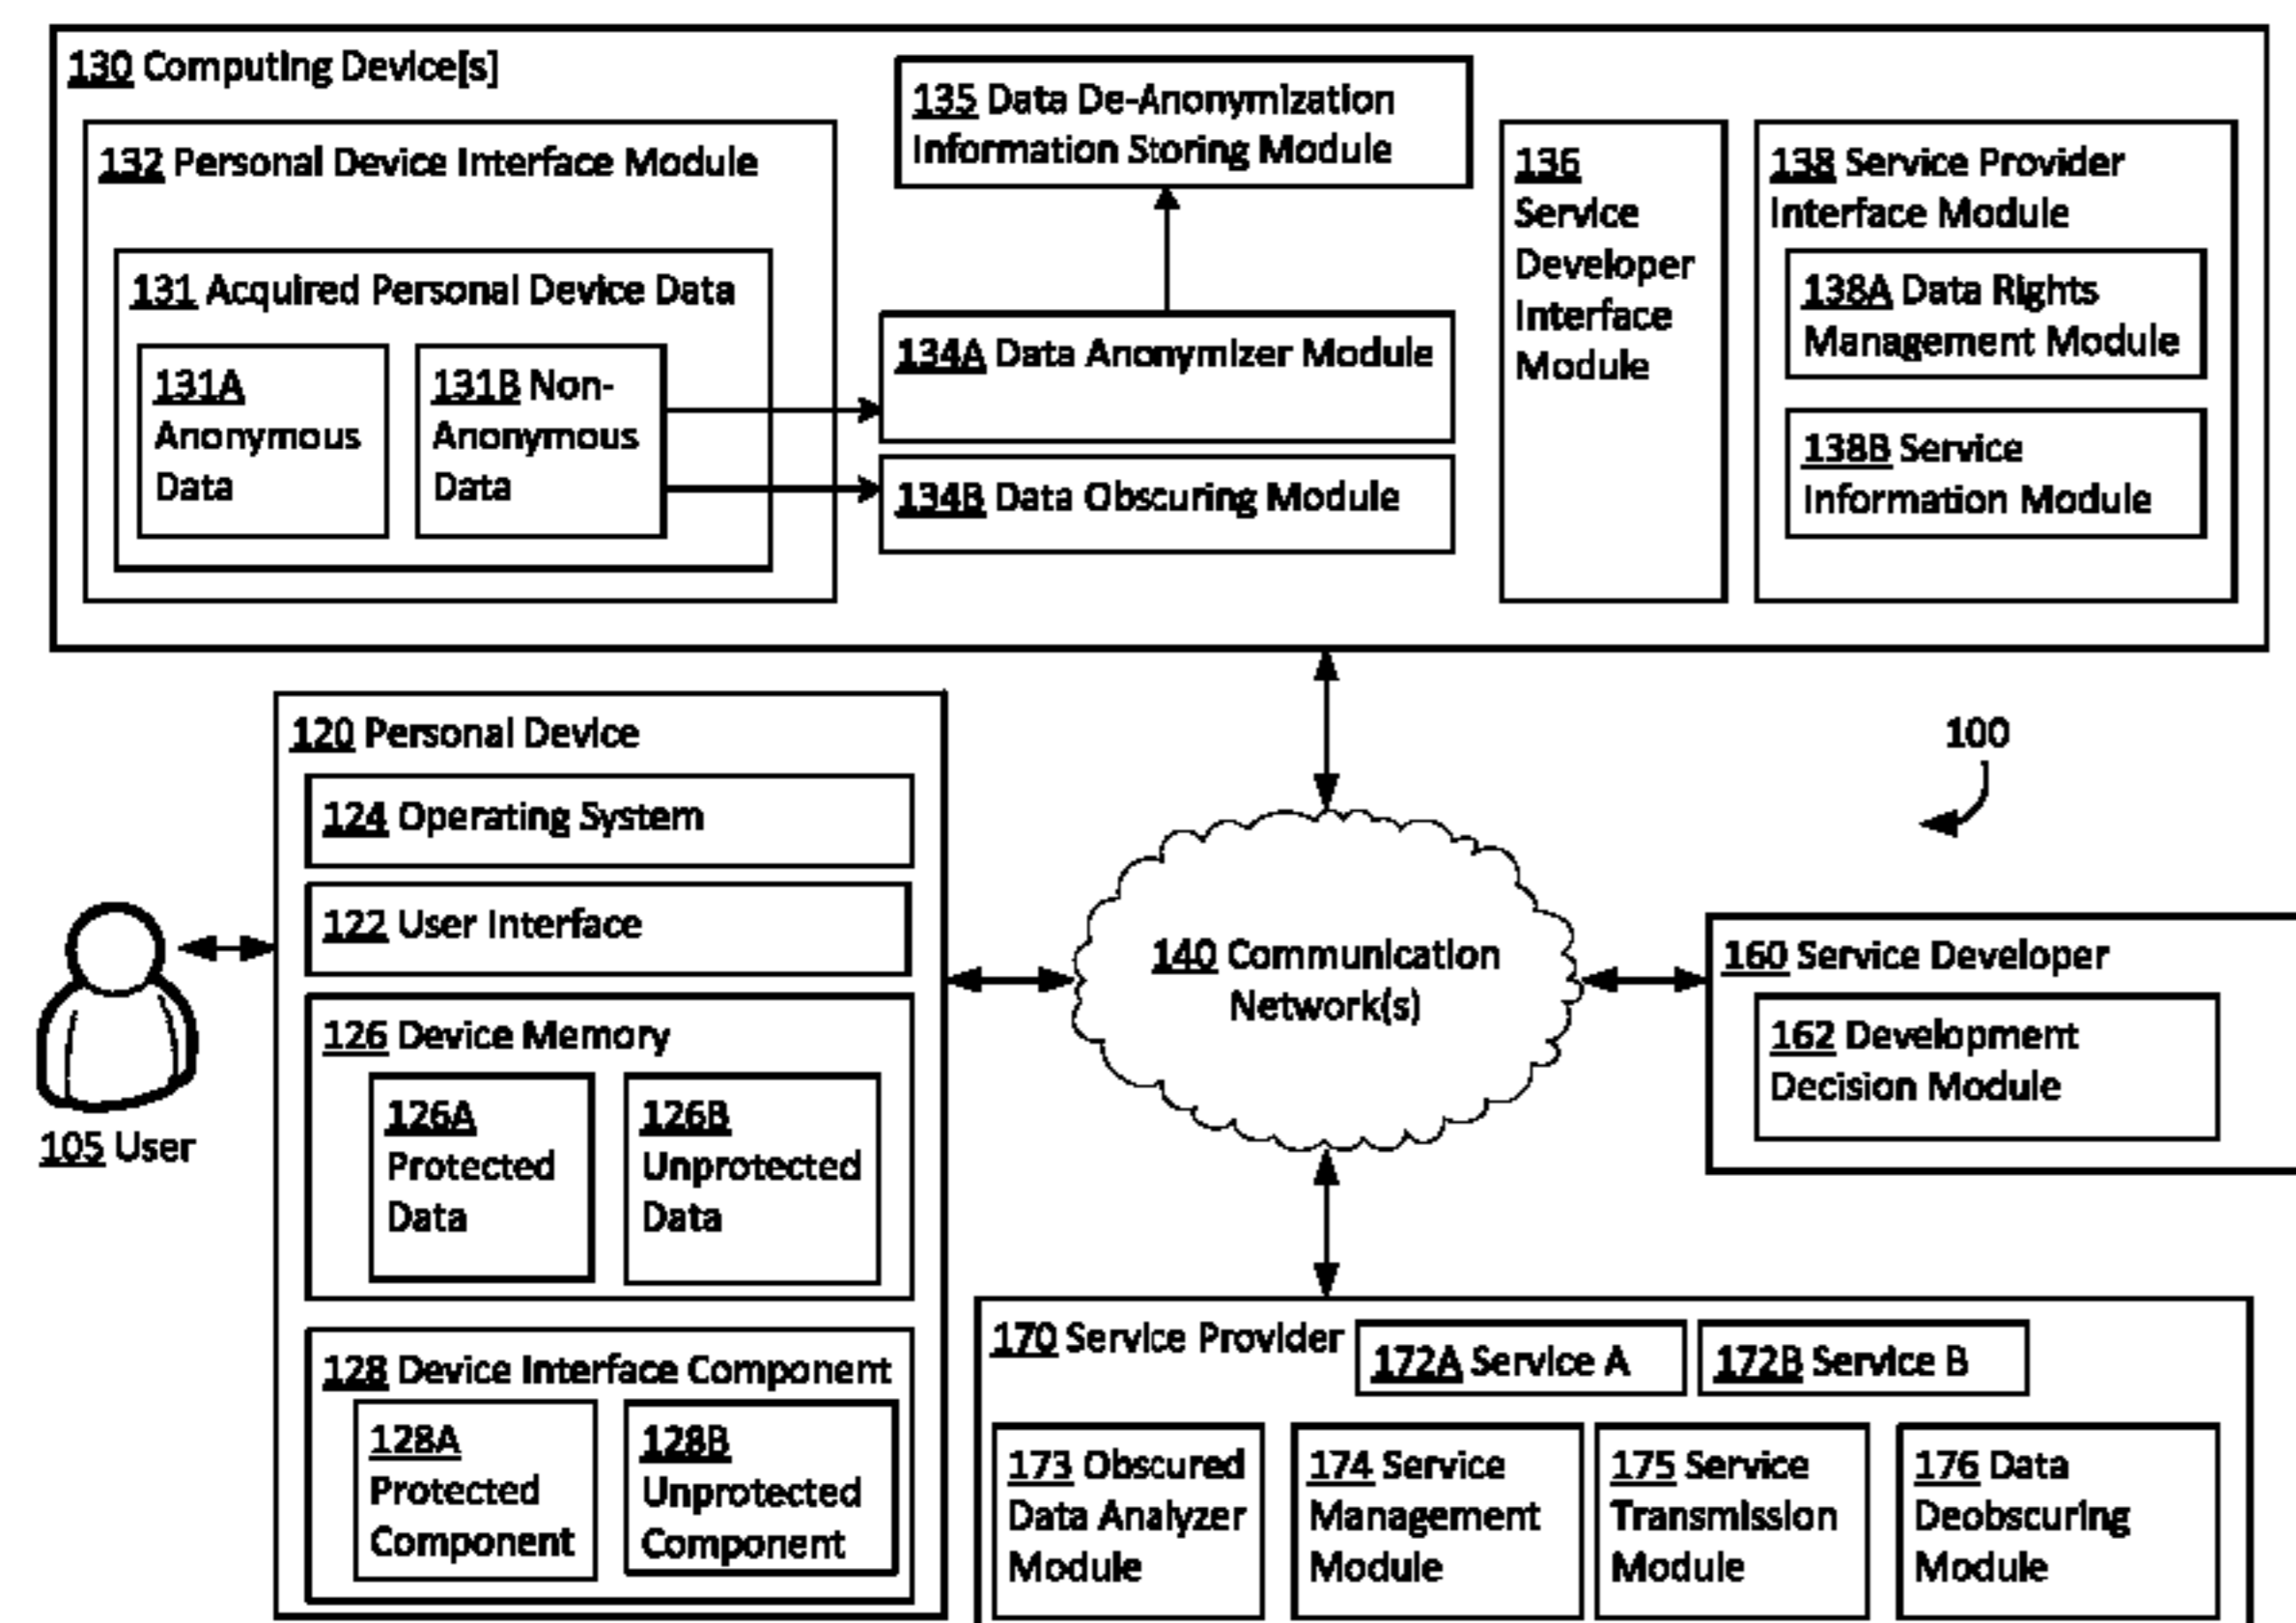 130 Computing Device[s]
132 Personal Device Interface Module
131 Acquired Personal Device Data
131A
Anonymous
Data
131B Non-
Anonymous
Data
135 Data De-Anonymization
Information Storing Module
134A Data Anonymizer Module
134B Data Obscuring Module
136
Service
Developer
Interface
Module
138 Service Provider
Interface Module
138A Data Rights
Management Module
138B Service
Information Module
105 User
120 Personal Device
124 Operating System
122 User Interface
126 Device Memory
126A
Protected
Data
126B
Unprotected
Data
128 Device Interface Component
128A
Protected
Component
128B
Unprotected
Component
140 Communication
Network(s)
100
160 Service Developer
162 Development
Decision Module
170 Service Provider
172A Service A
172B Service B
173 Obscured
Data Analyzer
Module
174 Service
Management
Module
175 Service
Transmission
Module
176 Data
Deobscuring
Module